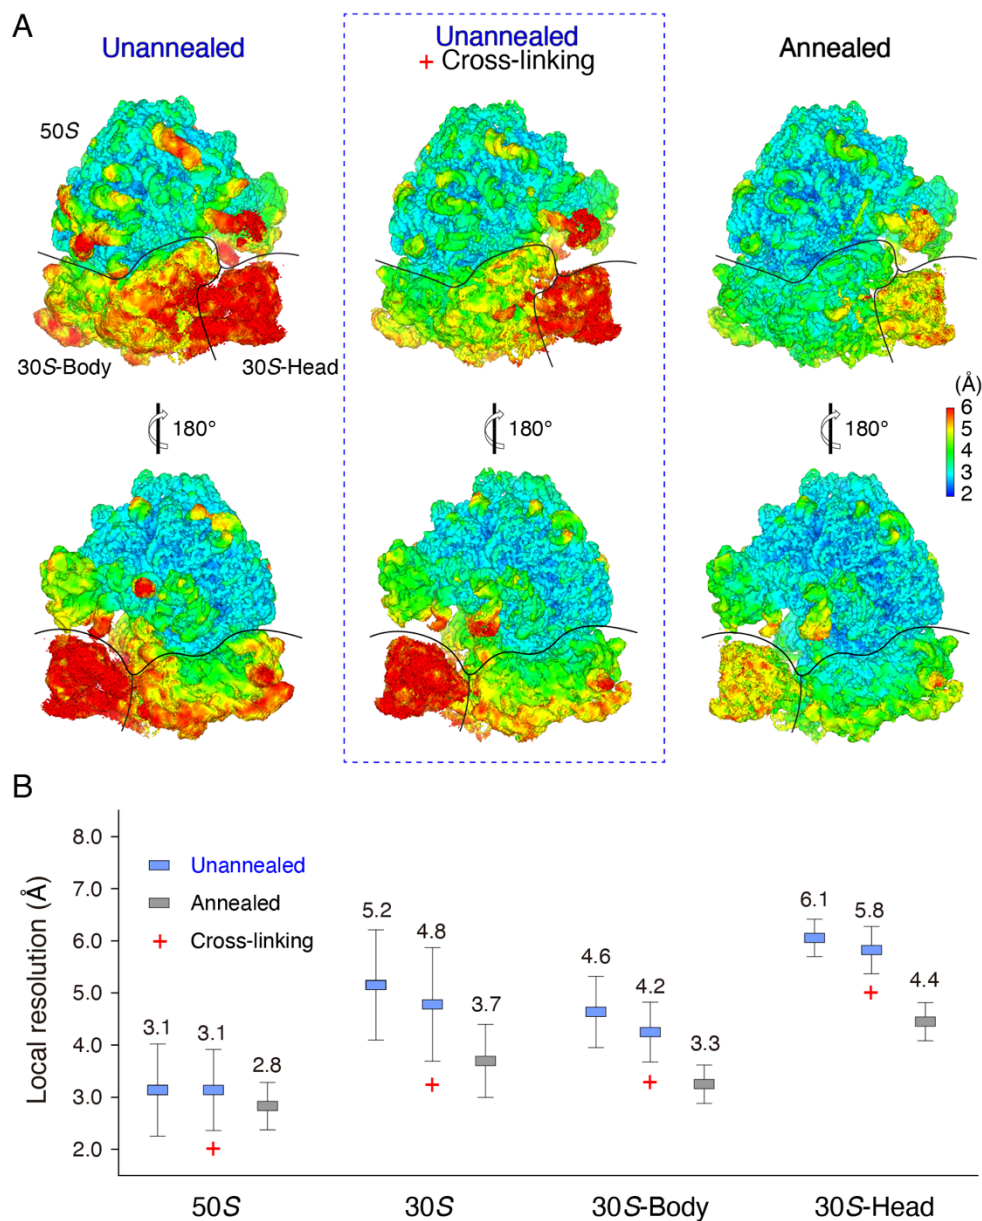 A
Unannealed
Unannealed
+ Cross-linking
Annealed
50S
30S-Body
30S-Head
180°
180°
180°
(Å)
6
5
4
3
2
B
Local resolution (Å)
8.0
7.0
6.0
5.0
4.0
3.0
2.0
Unannealed
Annealed
+ Cross-linking
3.1
3.1
2.8
5.2
4.8
3.7
4.6
4.2
3.3
6.1
5.8
4.4
50S
30S
30S-Body
30S-Head